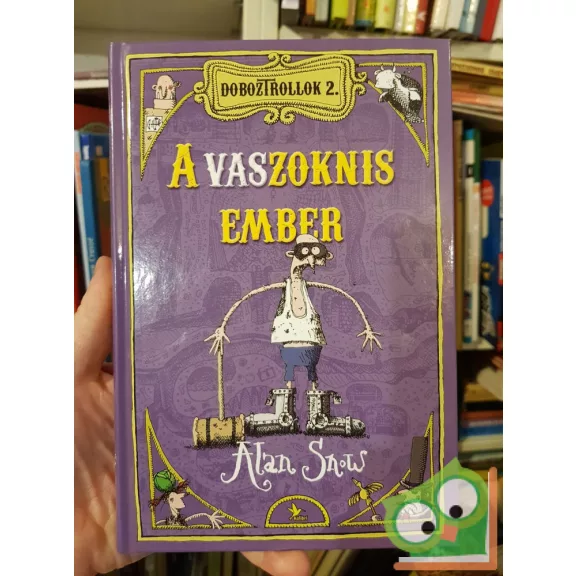 DOBOZTROLLOK 2.
A VASZOKNIS
EMBER
Alan Snow